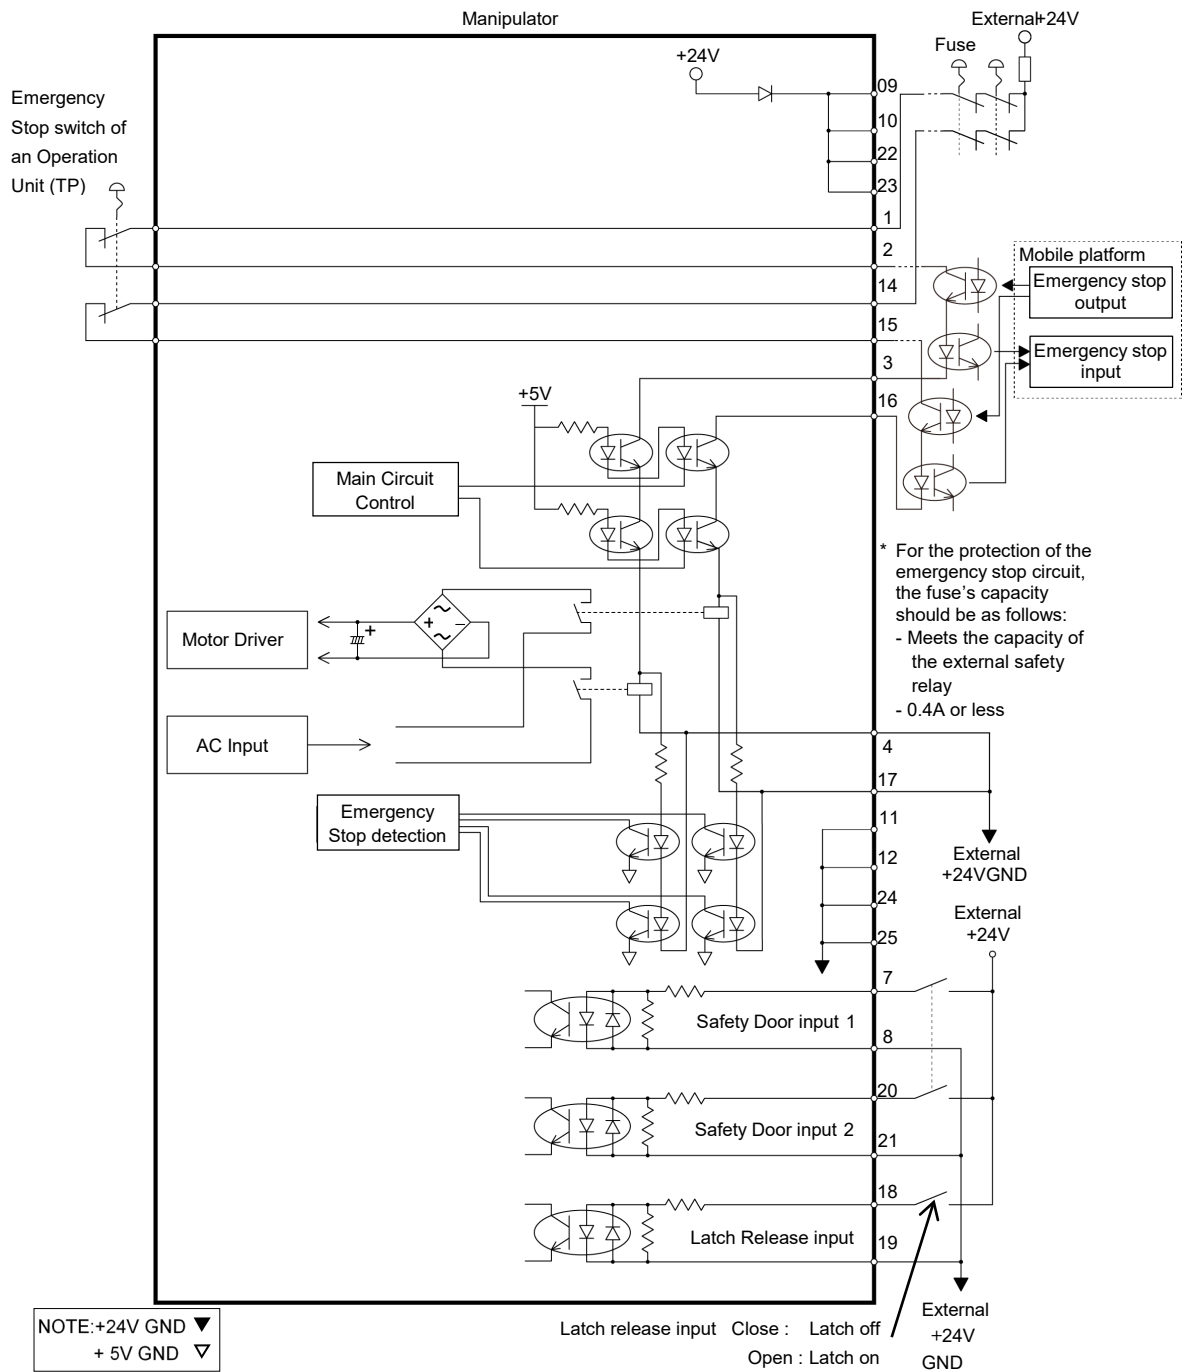 Manipulator
External+24V
Fuse
+24V
Emergency
Stop switch of
an Operation
Unit (TP)
09
10
22
23
1
2
14
15
3
16
Mobile platform
Emergency stop
output
Emergency stop
input
+5V
Main Circuit
Control
* For the protection of the
emergency stop circuit,
the fuse's capacity
should be as follows:
- Meets the capacity of
the external safety
relay
- 0.4A or less
Motor Driver
+
-
+
AC Input
4
17
11
12
24
25
Emergency
Stop detection
External
+24VGND
External
+24V
7
Safety Door input 1
8
20
Safety Door input 2
21
18
Latch Release input
19
NOTE:+24V GND ▼
+ 5V GND ▽
Latch release input Close : Latch off
Open : Latch on
External
+24V
GND